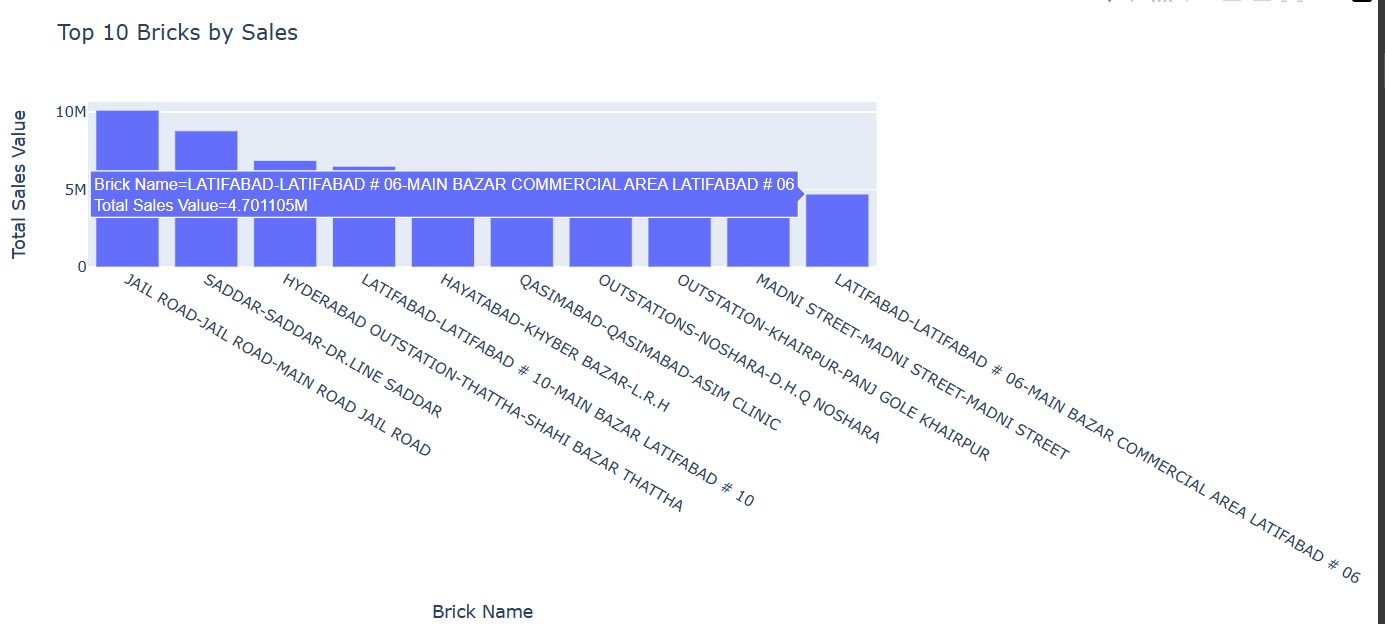 Top 10 Bricks by Sales
Total Sales Value
10M
5M
0
Brick Name=LATIFABAD-LATIFABAD # 06-MAIN BAZAR COMMERCIAL AREA LATIFABAD # 06
Total Sales Value=4.701105M
JAIL ROAD-JAIL ROAD-MAIN ROAD JAIL ROAD
SADDAR-SADDAR-DR.LINE SADDAR
HYDERABAD OUTSTATION-THATTHA-SHAHI BAZAR THATTHA
LATIFABAD-LATIFABAD # 10-MAIN BAZAR LATIFABAD # 10
HAYATABAD-KHYBER BAZAR-L.R.H
QASIMABAD-QASIMABAD-ASIM CLINIC
OUTSTATIONS-NOSHARA-D.H.Q NOSHARA
OUTSTATION-KHAIRPUR-PANJ GOLE KHAIRPUR
MADNI STREET-MADNI STREET-MADNI STREET
LATIFABAD-LATIFABAD # 06-MAIN BAZAR COMMERCIAL AREA LATIFABAD # 06
Brick Name